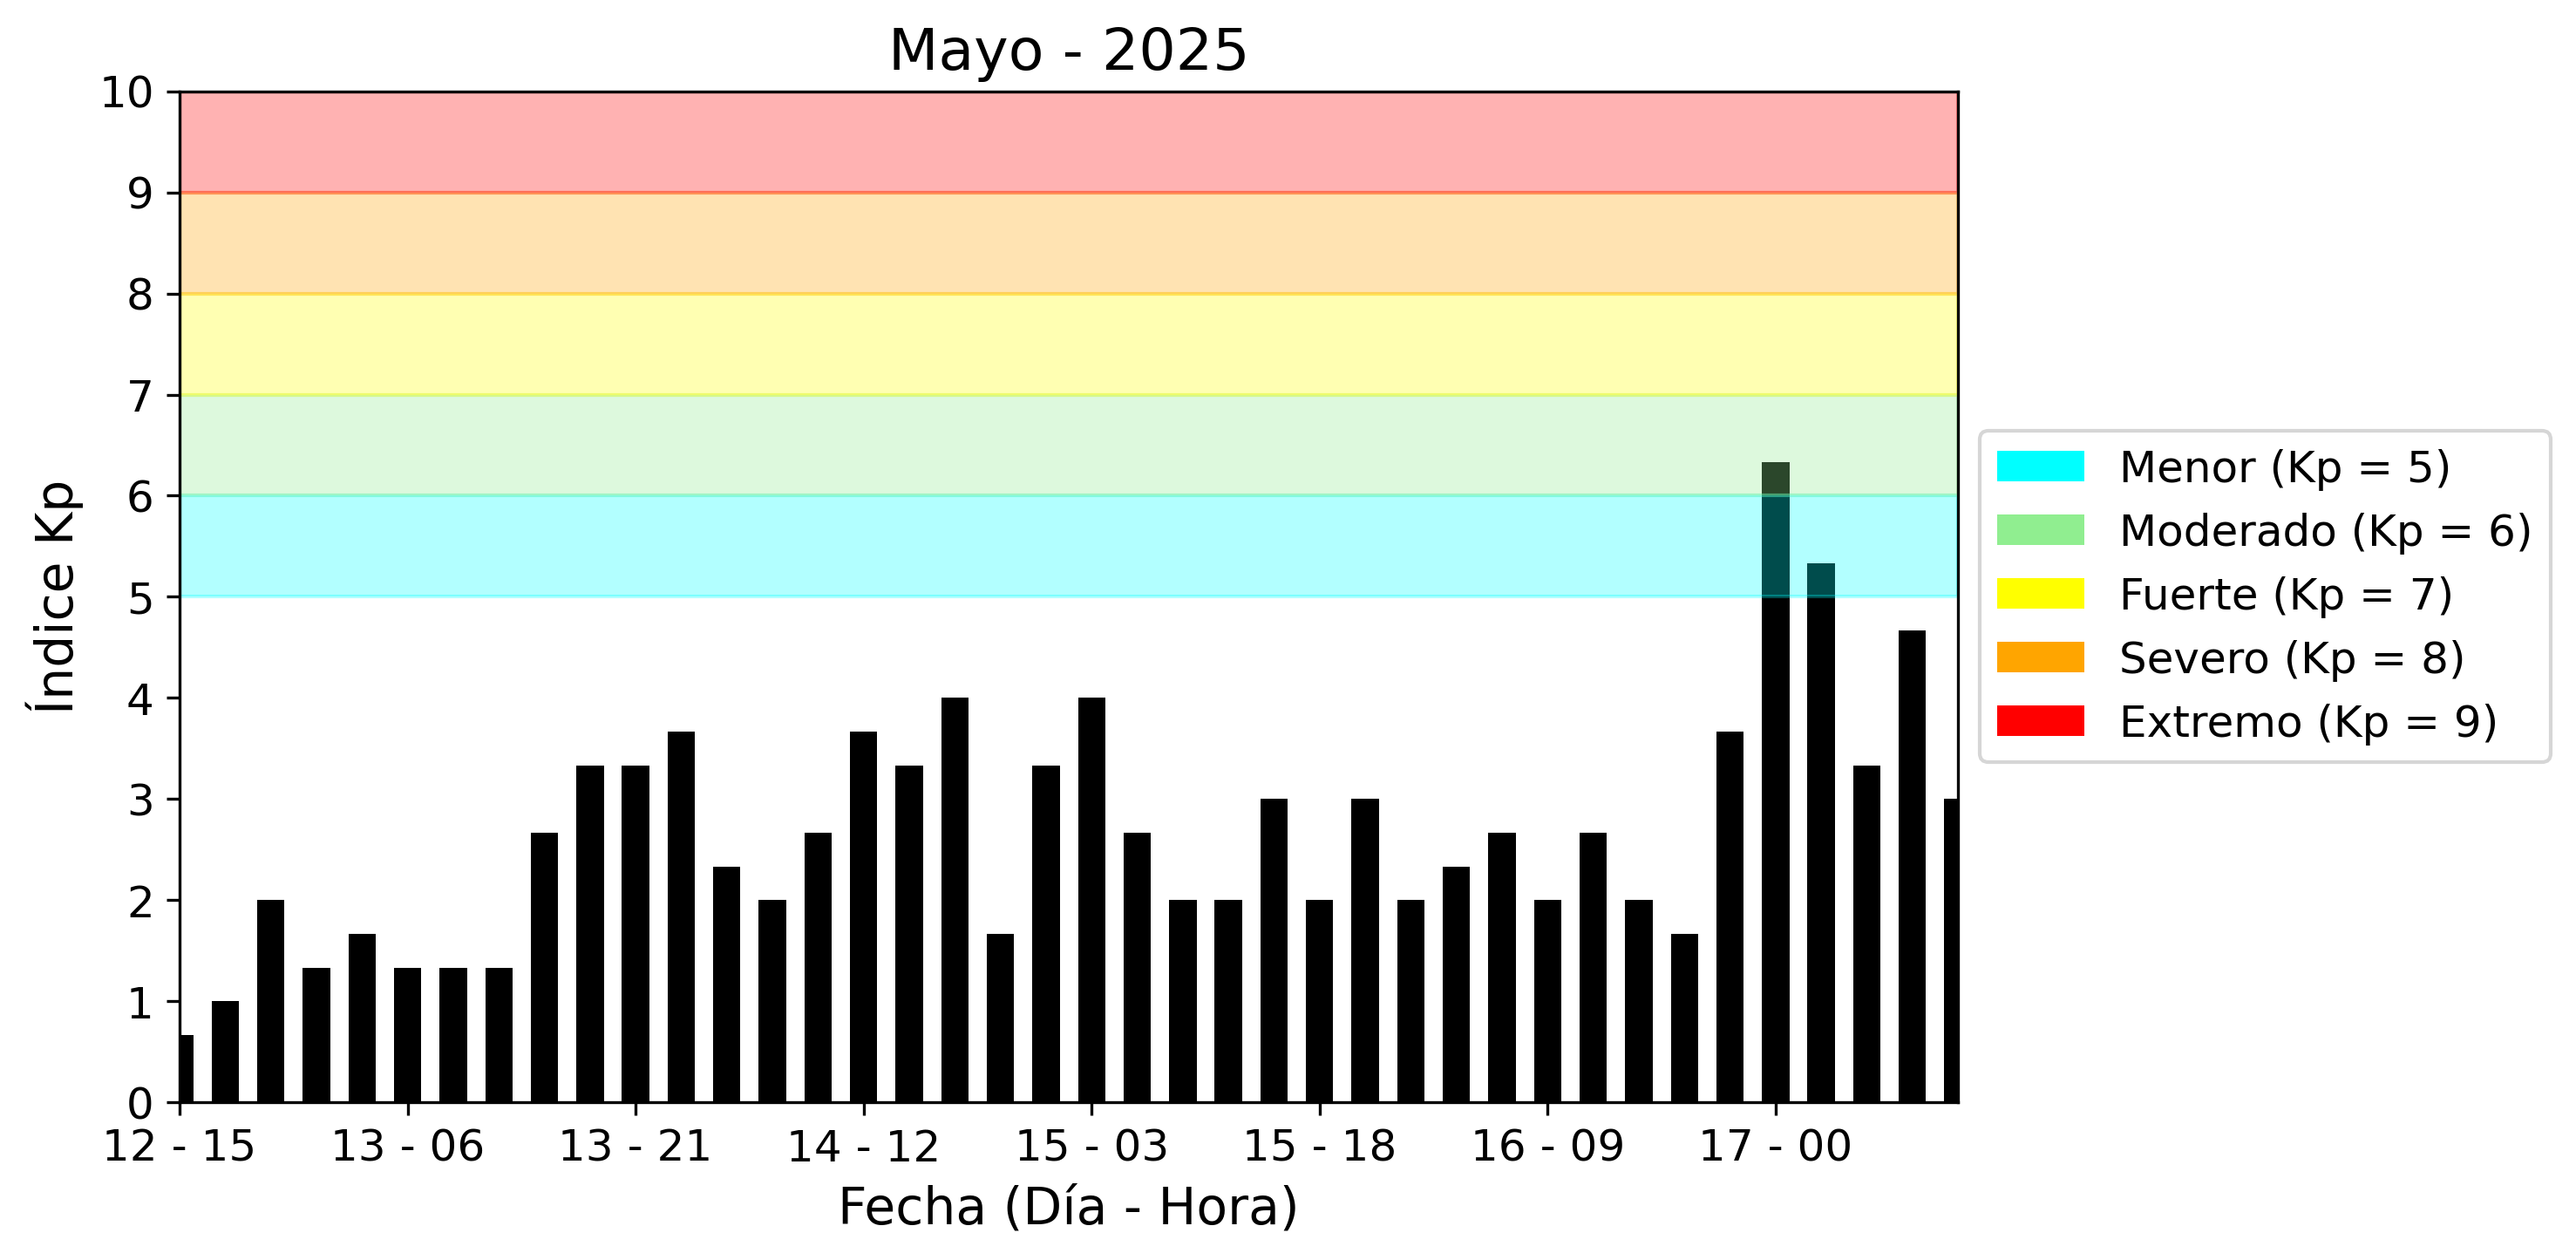 Mayo - 2025
10
9
8
7
6
5
4
3
2
1
0
Índice Kp
12 - 15
13 - 06
13 - 21
14 - 12
15 - 03
15 - 18
16 - 09
17 - 00
Fecha (Día - Hora)
Menor (Kp = 5)
Moderado (Kp = 6)
Fuerte (Kp = 7)
Severo (Kp = 8)
Extremo (Kp = 9)